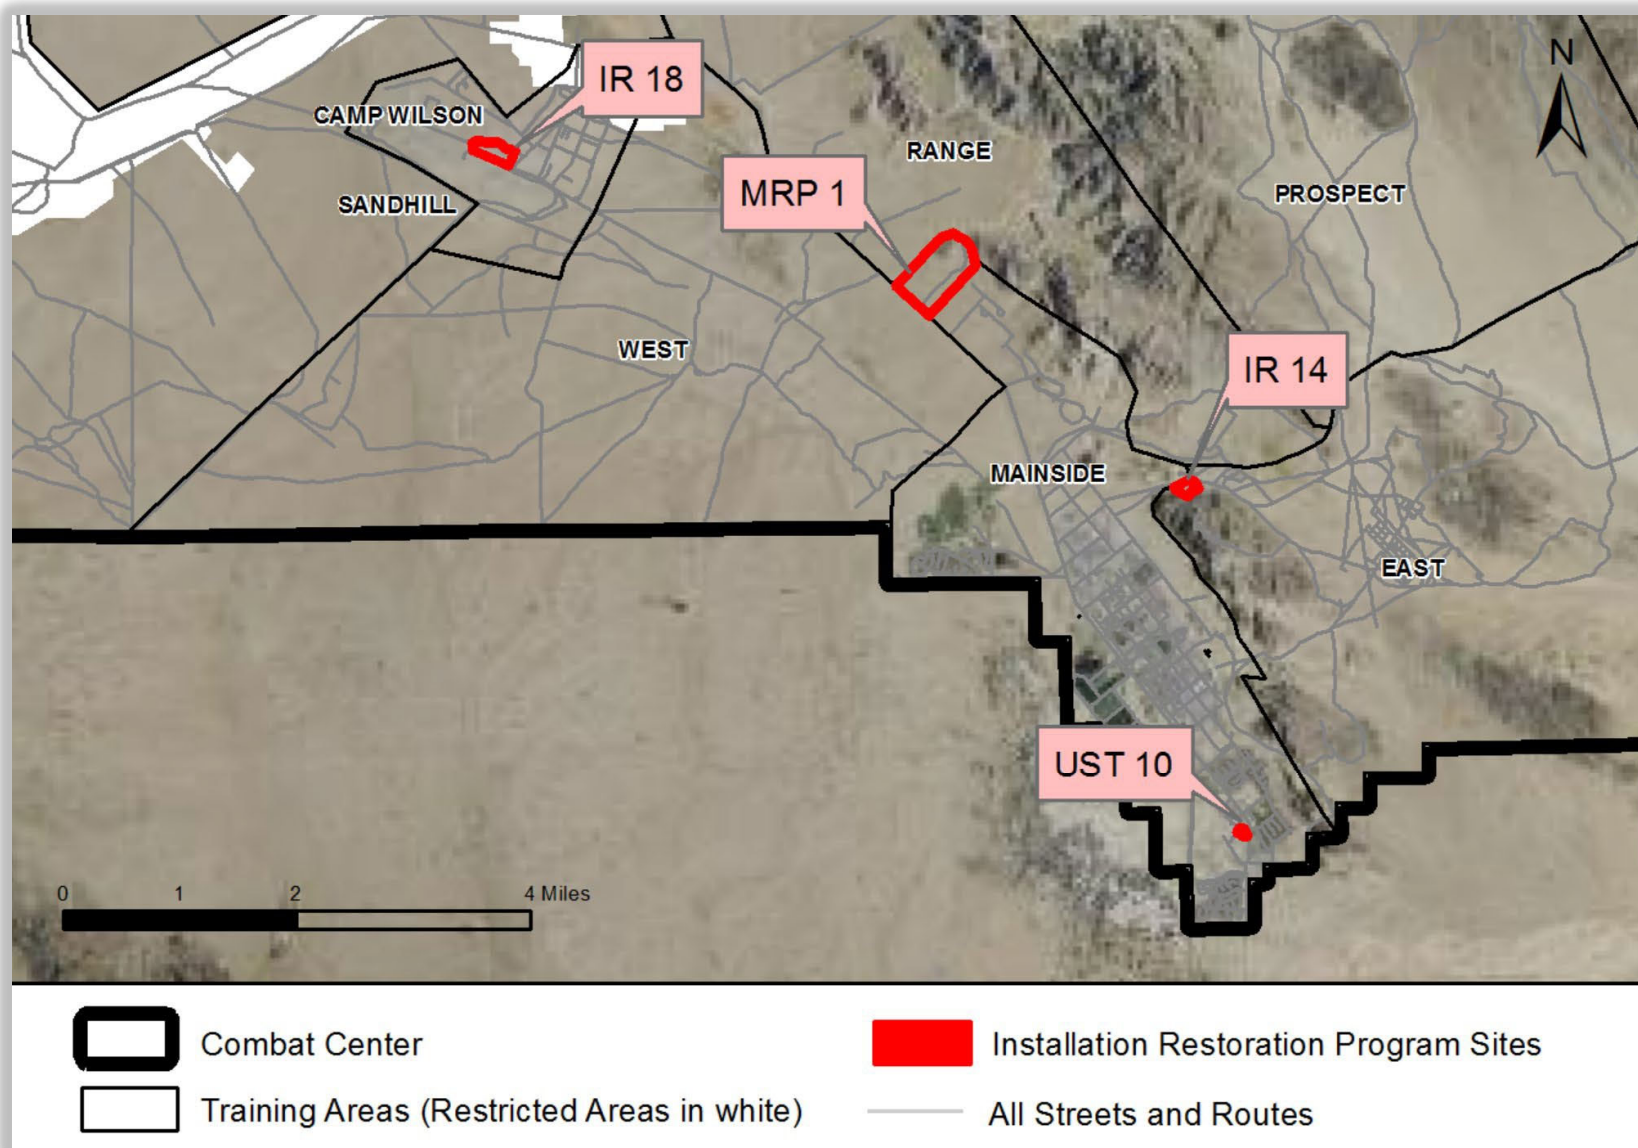 IR 18
N
CAMP WILSON
RANGE
MRP 1
PROSPECT
SANDHILL
WEST
IR 14
MAINSIDE
EAST
UST 10
0 1 2 4 Miles
Combat Center
Installation Restoration Program Sites
Training Areas (Restricted Areas in white)
All Streets and Routes